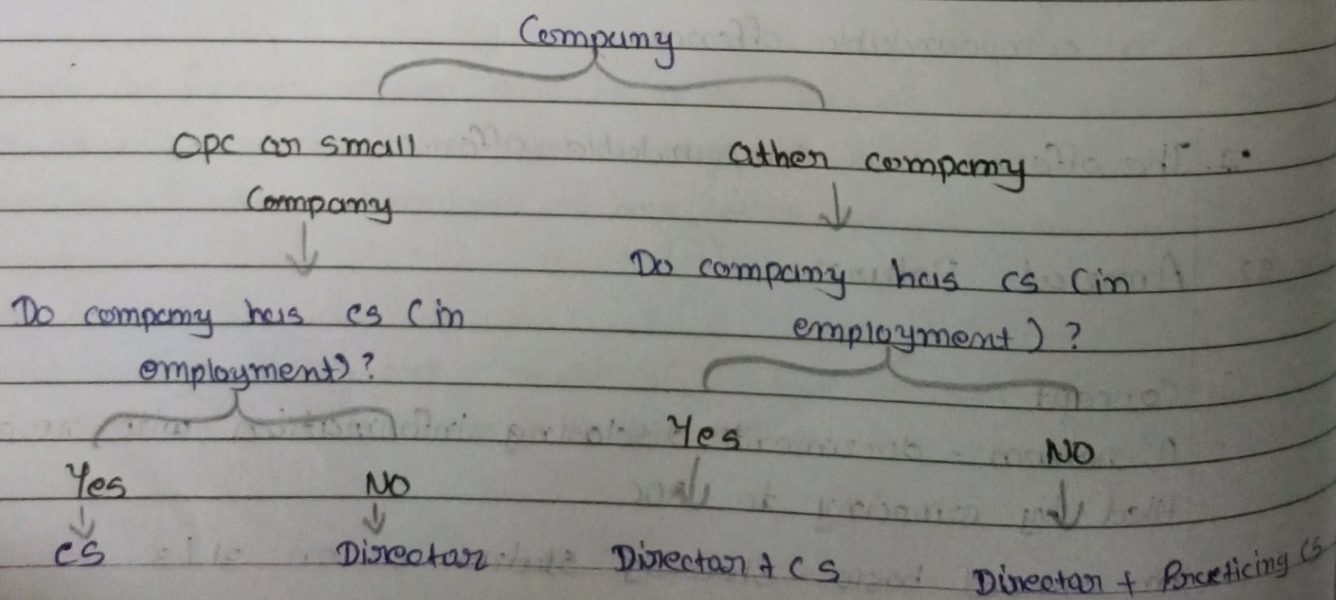 Company
OPC or small
Company
Other company
Do company has CS (in
employment) ?
Do company has CS (in
employment) ?
Yes
NO
Yes
NO
CS
Director
Director + CS
Director + Practicing CS